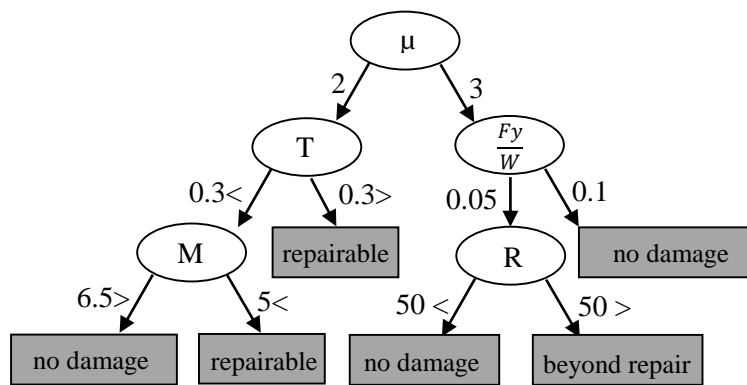 μ
2
3
T
Fy
W
0.3<
0.3>
0.05
0.1
M
repairable
R
no damage
6.5>
5<
50 <
50 >
no damage
repairable
no damage
beyond repair